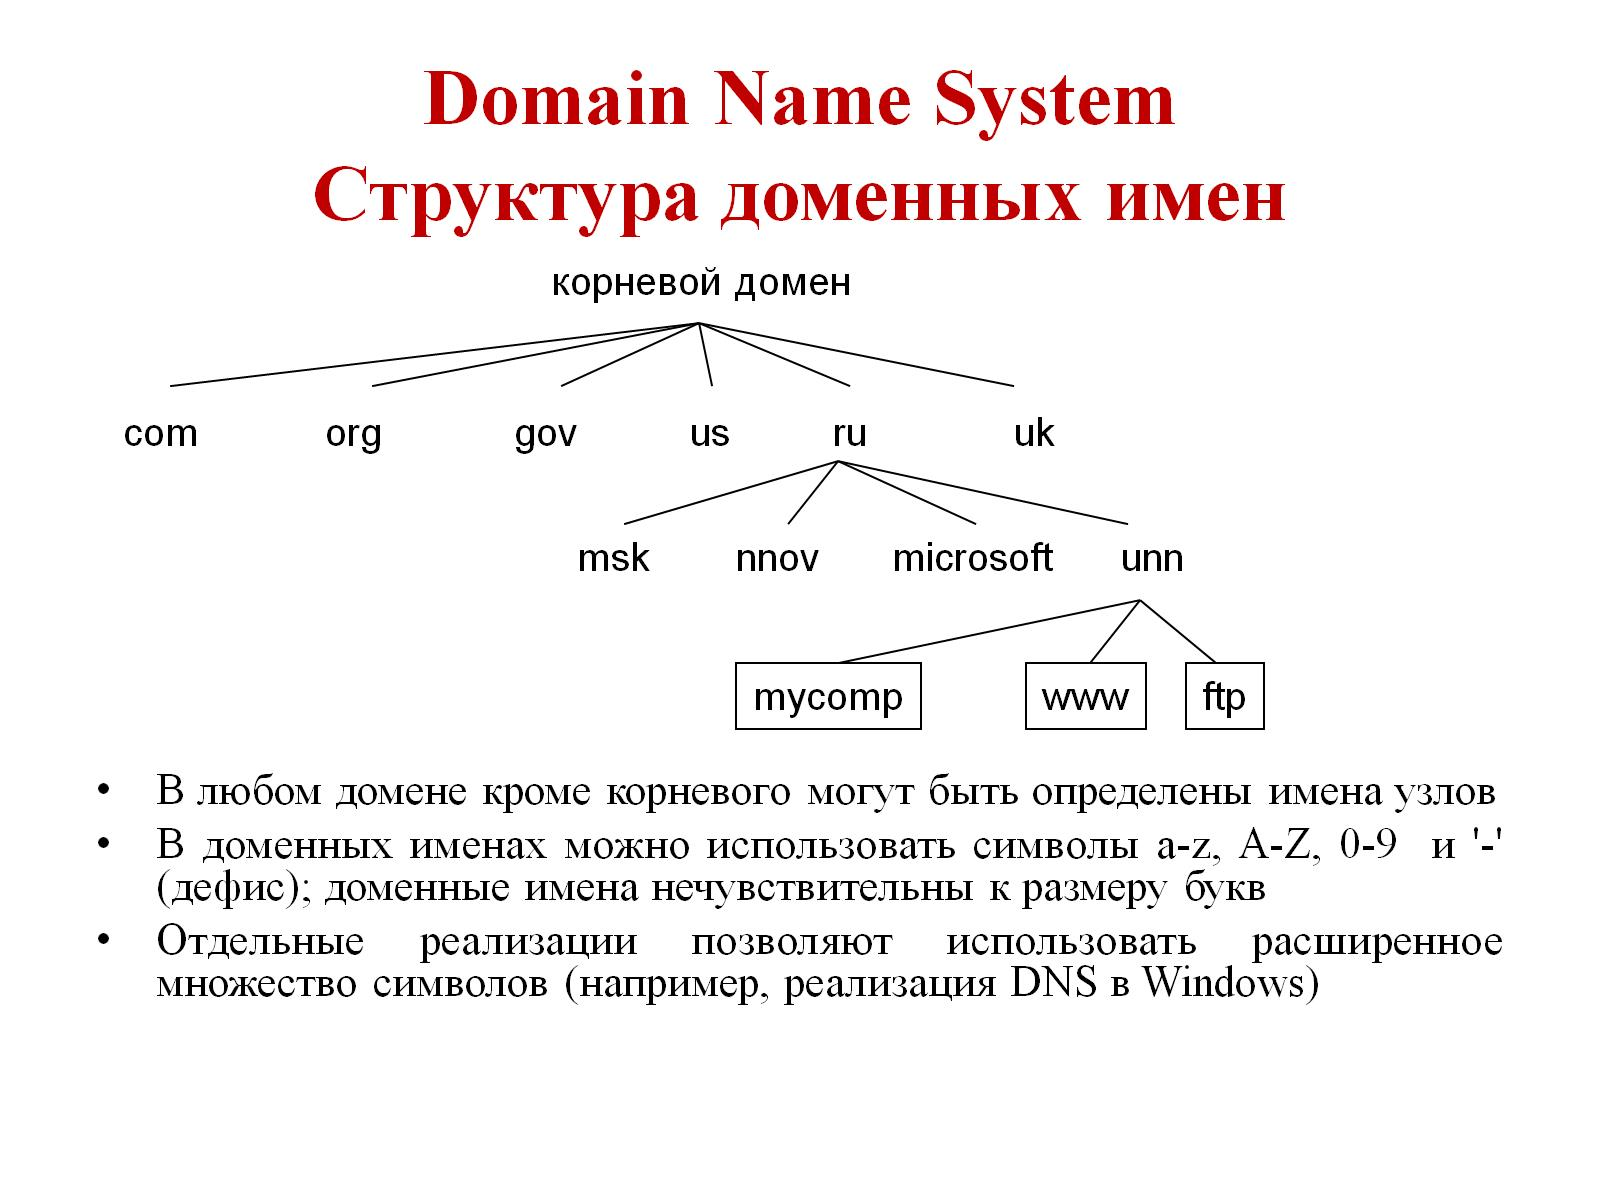 Domain Name System
Структура доменных имен
корневой домен
com org gov us ru uk
msk nnov microsoft unn
mycomp www ftp
• В любом домене кроме корневого могут быть определены имена узлов
• В доменных именах можно использовать символы a-z, A-Z, 0-9 и '-'
(дефис); доменные имена нечувствительны к размеру букв
• Отдельные реализации позволяют использовать расширенное
множество символов (например, реализация DNS в Windows)